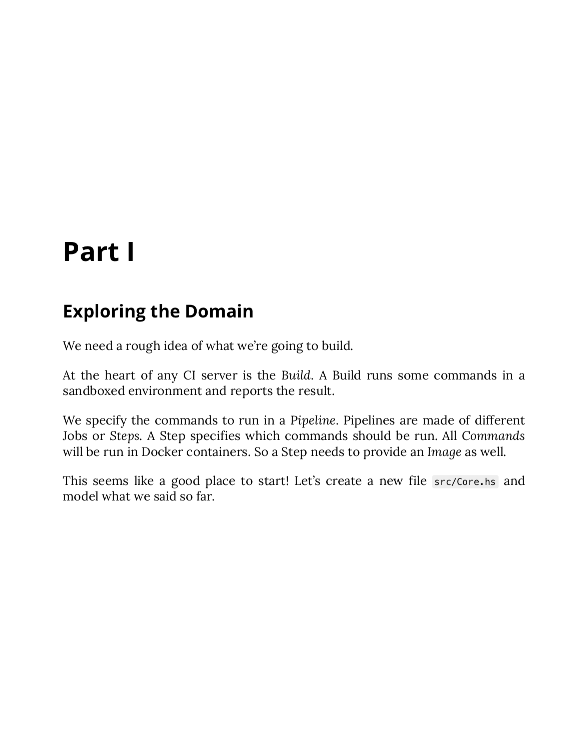 Part I
Exploring the Domain
We need a rough idea of what we’re going to build.
At the heart of any CI server is the Build. A Build runs some commands in a
sandboxed environment and reports the result.
We specify the commands to run in a Pipeline. Pipelines are made of different
Jobs or Steps. A Step specifies which commands should be run. All Commands
will be run in Docker containers. So a Step needs to provide an Image as well.
This seems like a good place to start! Let’s create a new file src/Core.hs and
model what we said so far.